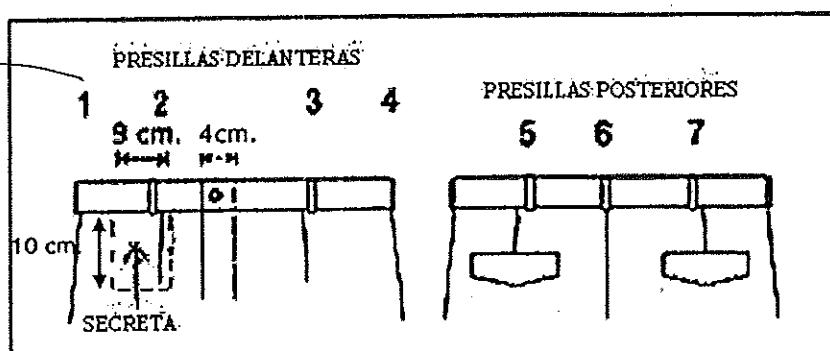 PRESILLAS DELANTERAS
1 2 3 4
9 cm. 4cm.
10 cm.
SECRETA
PRESILLAS POSTERIORES
5 6 7